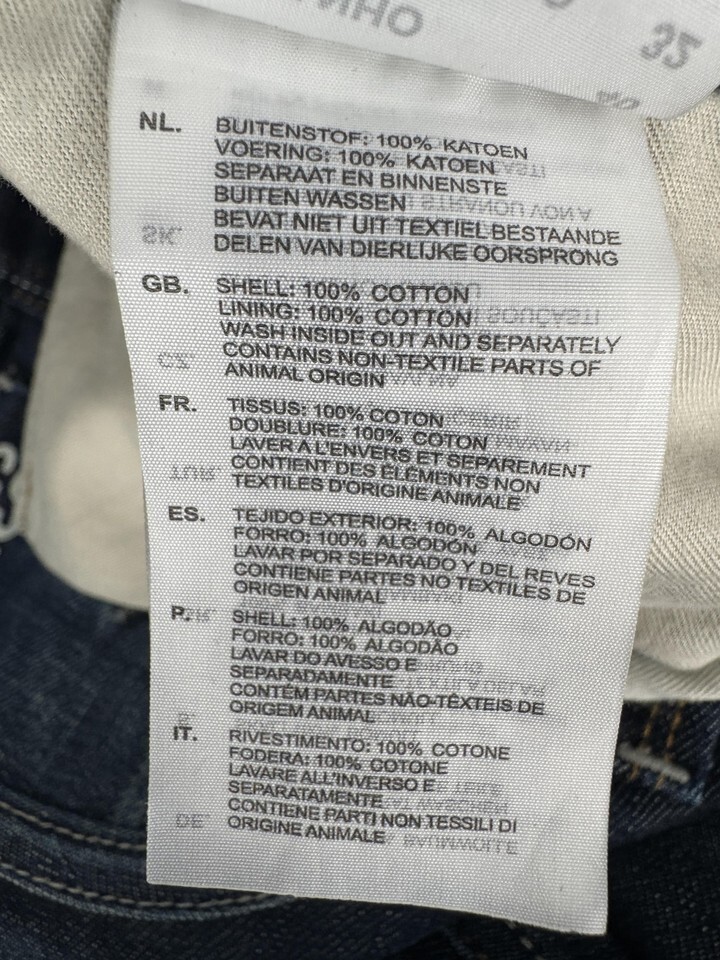 35
NL. BUITENSTOF: 100% KATOEN
VOERING: 100% KATOEN
SEPARAAT EN BINNENSTE
BUITEN WASSEN
BEVAT NIET UIT TEXTIEL BESTAANDE
DELEN VAN DIERLIJKE OORSPRONG
GB. SHELL: 100% COTTON
LINING: 100% COTTON
WASH INSIDE OUT AND SEPARATELY
CONTAINS NON-TEXTILE PARTS OF
ANIMAL ORIGIN
FR. TISSUS: 100% COTON
DOUBLURE: 100% COTON
LAVER A L'ENVERS ET SEPAREMENT
CONTIENT DES ÉLÉMENTS NON
TEXTILES D'ORIGINE ANIMALE
ES. TEJIDO EXTERIOR: 100% ALGODÓN
FORRO: 100% ALGODÓN
LAVAR POR SEPARADO Y DEL REVES
CONTIENE PARTES NO TEXTILES DE
ORIGEN ANIMAL
P. SHELL: 100% ALGODÃO
FORRO: 100% ALGODÃO
LAVAR DO AVESSO E
SEPARADAMENTE
CONTÉM PARTES NÃO-TÊXTEIS DE
ORIGEM ANIMAL
IT. RIVESTIMENTO: 100% COTONE
FODERA: 100% COTONE
LAVARE ALL'INVERSO E
SEPARATAMENTE
CONTIENE PARTI NON TESSILI DI
ORIGINE ANIMALE